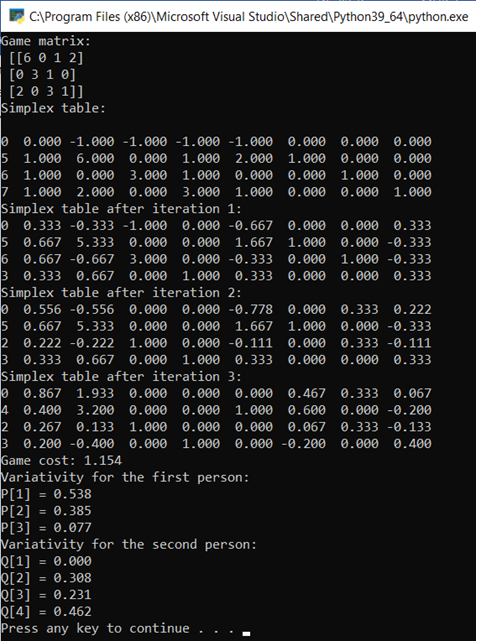 C:\Program Files (x86)\Microsoft Visual Studio\Shared\Python39_64\python.exe
Game matrix:
[[6 0 1 2]
[0 3 1 0]
[2 0 3 1]]
Simplex table:
0 0.000 -1.000 -1.000 -1.000 -1.000 0.000 0.000 0.000
5 1.000 6.000 0.000 1.000 2.000 1.000 0.000 0.000
6 1.000 0.000 3.000 1.000 0.000 0.000 1.000 0.000
7 1.000 2.000 0.000 3.000 1.000 0.000 0.000 1.000
Simplex table after iteration 1:
0 0.333 -0.333 -1.000 0.000 -0.667 0.000 0.000 0.333
5 0.667 5.333 0.000 0.000 1.667 1.000 0.000 -0.333
6 0.667 -0.667 3.000 0.000 -0.333 0.000 1.000 -0.333
3 0.333 0.667 0.000 1.000 0.333 0.000 0.000 0.333
Simplex table after iteration 2:
0 0.556 -0.556 0.000 0.000 -0.778 0.000 0.333 0.222
5 0.667 5.333 0.000 0.000 1.667 1.000 0.000 -0.333
2 0.222 -0.222 1.000 0.000 -0.111 0.000 0.333 -0.111
3 0.333 0.667 0.000 1.000 0.333 0.000 0.000 0.333
Simplex table after iteration 3:
0 0.867 1.933 0.000 0.000 0.000 0.467 0.333 0.067
4 0.400 3.200 0.000 0.000 1.000 0.600 0.000 -0.200
2 0.267 0.133 1.000 0.000 0.000 0.067 0.333 -0.133
3 0.200 -0.400 0.000 1.000 0.000 -0.200 0.000 0.400
Game cost: 1.154
Variativity for the first person:
P[1] = 0.538
P[2] = 0.385
P[3] = 0.077
Variativity for the second person:
Q[1] = 0.000
Q[2] = 0.308
Q[3] = 0.231
Q[4] = 0.462
Press any key to continue . . .